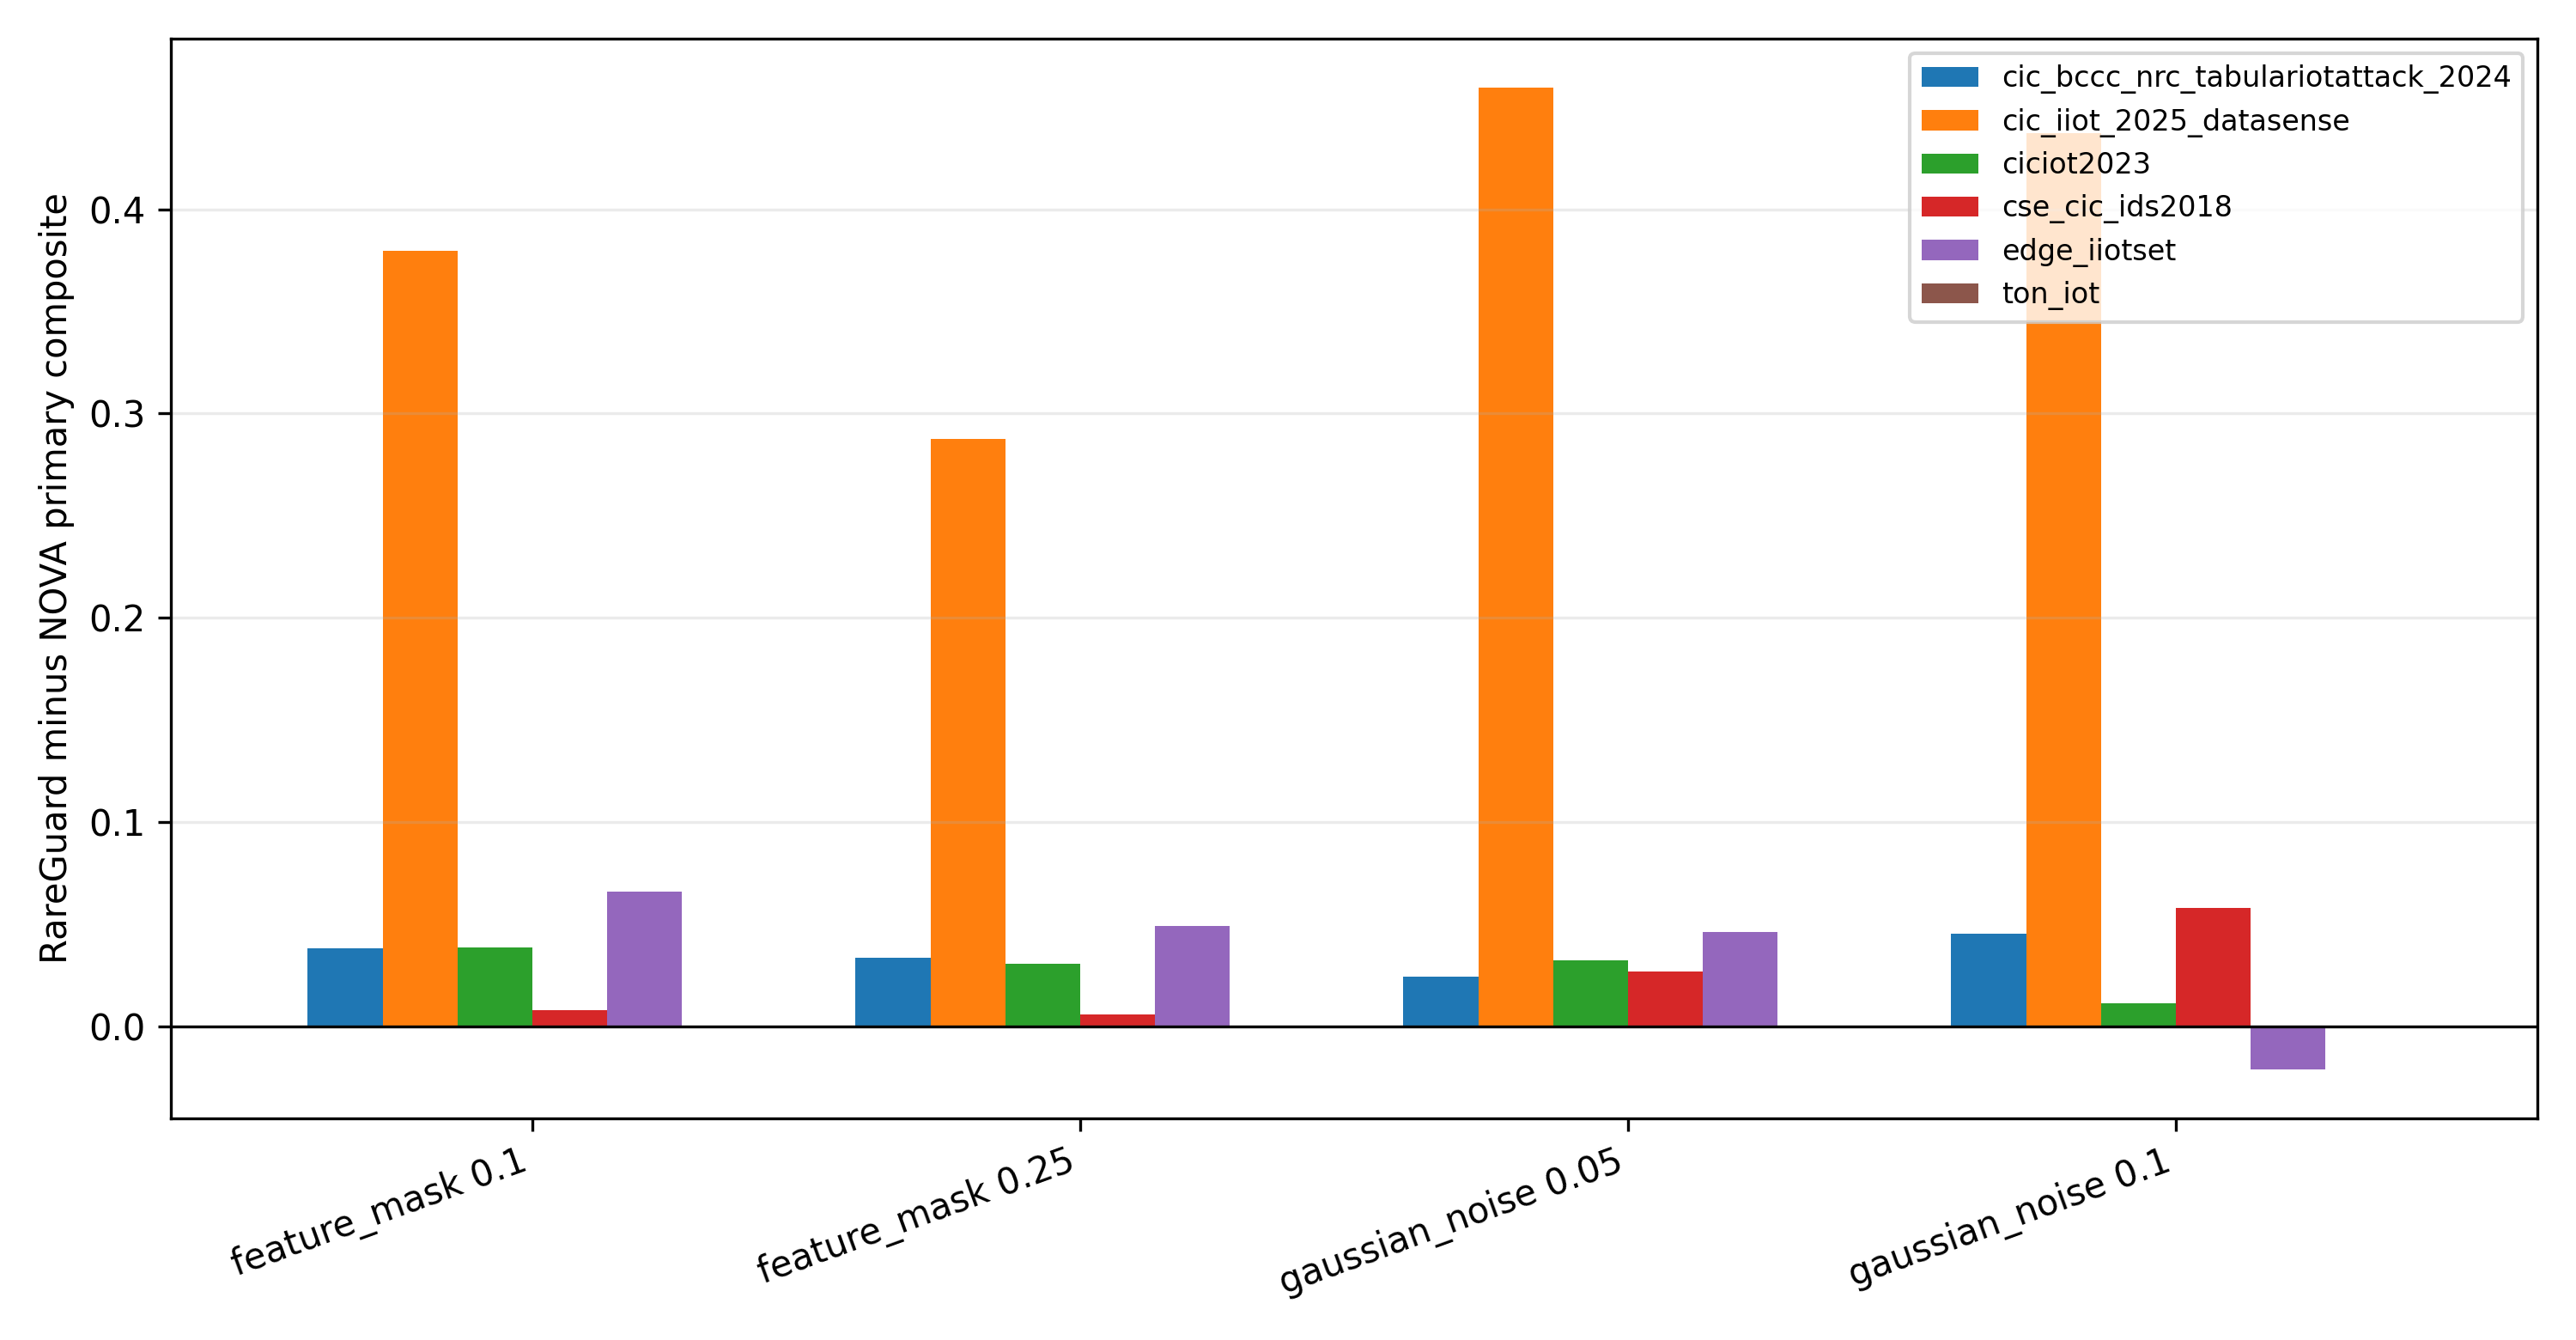 RareGuard minus NOVA primary composite
0.4
0.3
0.2
0.1
0.0
cic_bccc_nrc_tabulariotattack_2024
cic_iiot_2025_datasense
ciciot2023
cse_cic_ids2018
edge_iiotset
ton_iot
feature_mask 0.1
feature_mask 0.25
gaussian_noise 0.05
gaussian_noise 0.1